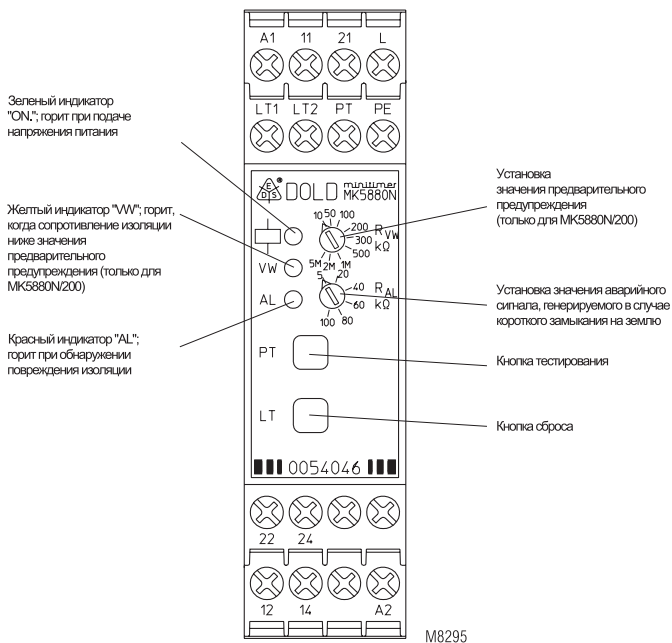 A1 11 21 L
LT1 LT2 PT PE
Зеленый индикатор
"ON."; горит при подаче
напряжения питания
Желтый индикатор "VW"; горит,
когда сопротивление изоляции
ниже значения
предварительного
предупреждения (только для
MK5880N/200)
Красный индикатор "AL";
горит при обнаружении
повреждения изоляции
E
D S
® DOLD minitimer
MK5880N
10 50 100
200
300
500
1M
2M
5M
R VW
kΩ
VW
5 20
40
60
80
100
R AL
kΩ
AL
PT
LT
0054046
Установка
значения предварительного
предупреждения
(только для MK5880N/200)
Установка значения аварийного
сигнала, генерируемого в случае
короткого замыкания на землю
Кнопка тестирования
Кнопка сброса
22 24
12 14 A2
M8295